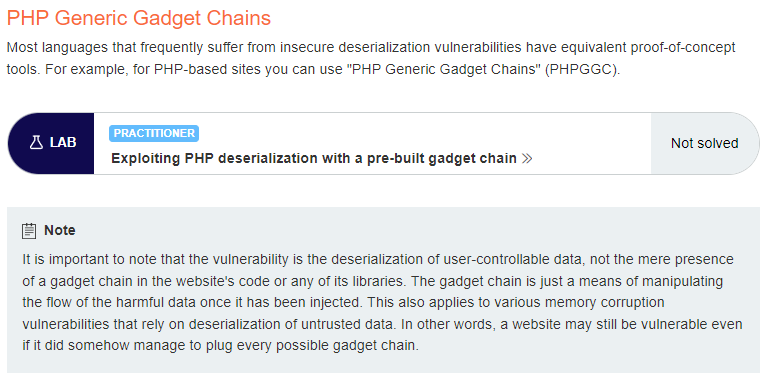 PHP Generic Gadget Chains
Most languages that frequently suffer from insecure deserialization vulnerabilities have equivalent proof-of-concept
tools. For example, for PHP-based sites you can use "PHP Generic Gadget Chains" (PHPGGC).
LAB
PRACTITIONER
Exploiting PHP deserialization with a pre-built gadget chain
Not solved
Note
It is important to note that the vulnerability is the deserialization of user-controllable data, not the mere presence
of a gadget chain in the website's code or any of its libraries. The gadget chain is just a means of manipulating
the flow of the harmful data once it has been injected. This also applies to various memory corruption
vulnerabilities that rely on deserialization of untrusted data. In other words, a website may still be vulnerable even
if it did somehow manage to plug every possible gadget chain.